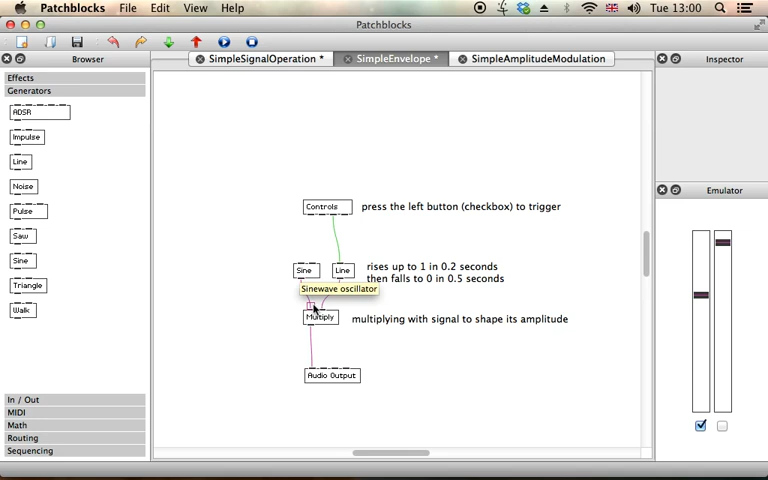 Patchblocks File Edit View Help Tue 13:00
Patchblocks
Browser SimpleSignalOperation * SimpleEnvelope * SimpleAmplitudeModulation Inspector
Effects
Generators
ADSR
Impulse
Line
Noise
Pulse
Saw
Sine
Triangle
Walk
In / Out
MIDI
Math
Routing
Sequencing
Controls press the left button (checkbox) to trigger
Sine Line rises up to 1 in 0.2 seconds
then falls to 0 in 0.5 seconds
Sinewave oscillator
Multiply multiplying with signal to shape its amplitude
Audio Output
Emulator